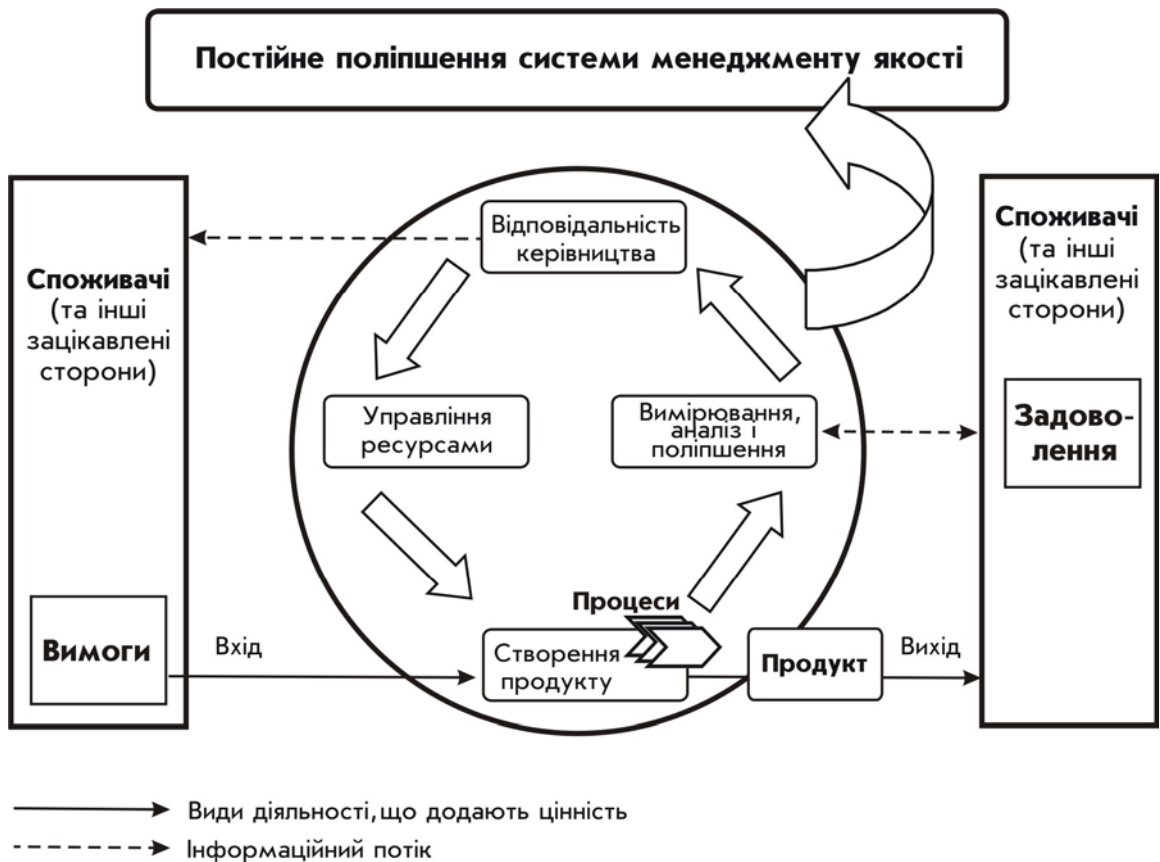 Постійне поліпшення системи менеджменту якості
Споживачі
(та інші
зацікавлені
сторони)
Вимоги
Вхід
Відповідальність
керівництва
Управління
ресурсами
Вимірювання,
аналіз і
поліпшення
Процеси
Створення
продукту
Продукт
Вихід
Споживачі
(та інші
зацікавлені
сторони)
Задово-
лення
Види діяльності, що додають цінність
Інформаційний потік